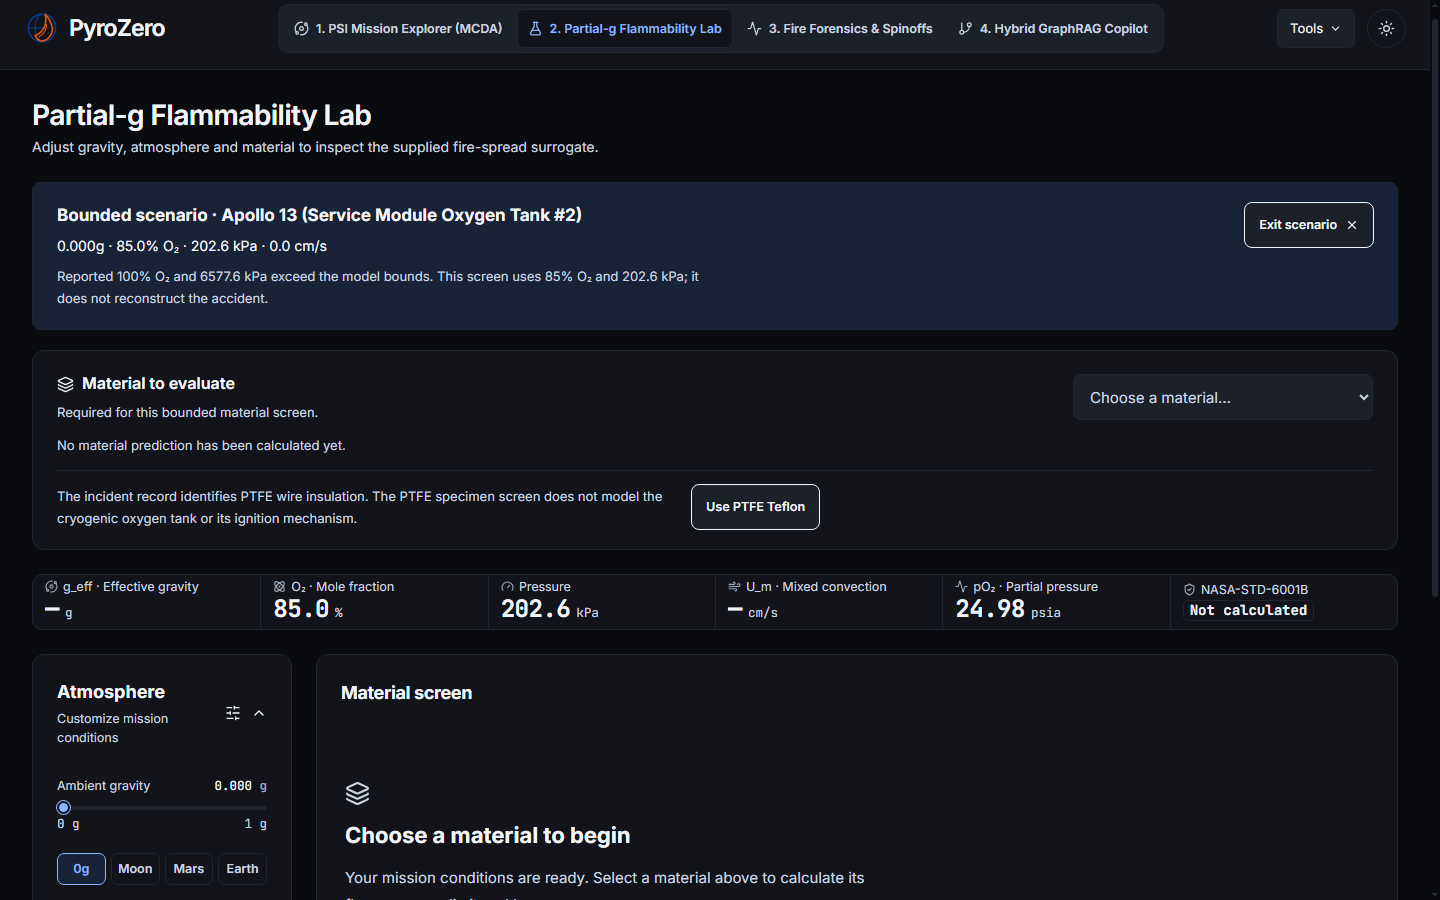 PyroZero
1. PSI Mission Explorer (MCDA)
2. Partial-g Flammability Lab
3. Fire Forensics & Spinoffs
4. Hybrid GraphRAG Copilot
Tools
Partial-g Flammability Lab
Adjust gravity, atmosphere and material to inspect the supplied fire-spread surrogate.
Bounded scenario · Apollo 13 (Service Module Oxygen Tank #2)
Exit scenario
0.000g · 85.0% O₂ · 202.6 kPa · 0.0 cm/s
Reported 100% O₂ and 6577.6 kPa exceed the model bounds. This screen uses 85% O₂ and 202.6 kPa; it
does not reconstruct the accident.
Material to evaluate
Choose a material...
Required for this bounded material screen.
No material prediction has been calculated yet.
The incident record identifies PTFE wire insulation. The PTFE specimen screen does not model the
cryogenic oxygen tank or its ignition mechanism.
Use PTFE Teflon
g_eff · Effective gravity
– g
O₂ · Mole fraction
85.0 %
Pressure
202.6 kPa
U_m · Mixed convection
– cm/s
pO₂ · Partial pressure
24.98 psia
NASA-STD-6001B
Not calculated
Atmosphere
Customize mission
conditions
Ambient gravity 0.000 g
0 g 1 g
0g Moon Mars Earth
Material screen
Choose a material to begin
Your mission conditions are ready. Select a material above to calculate its